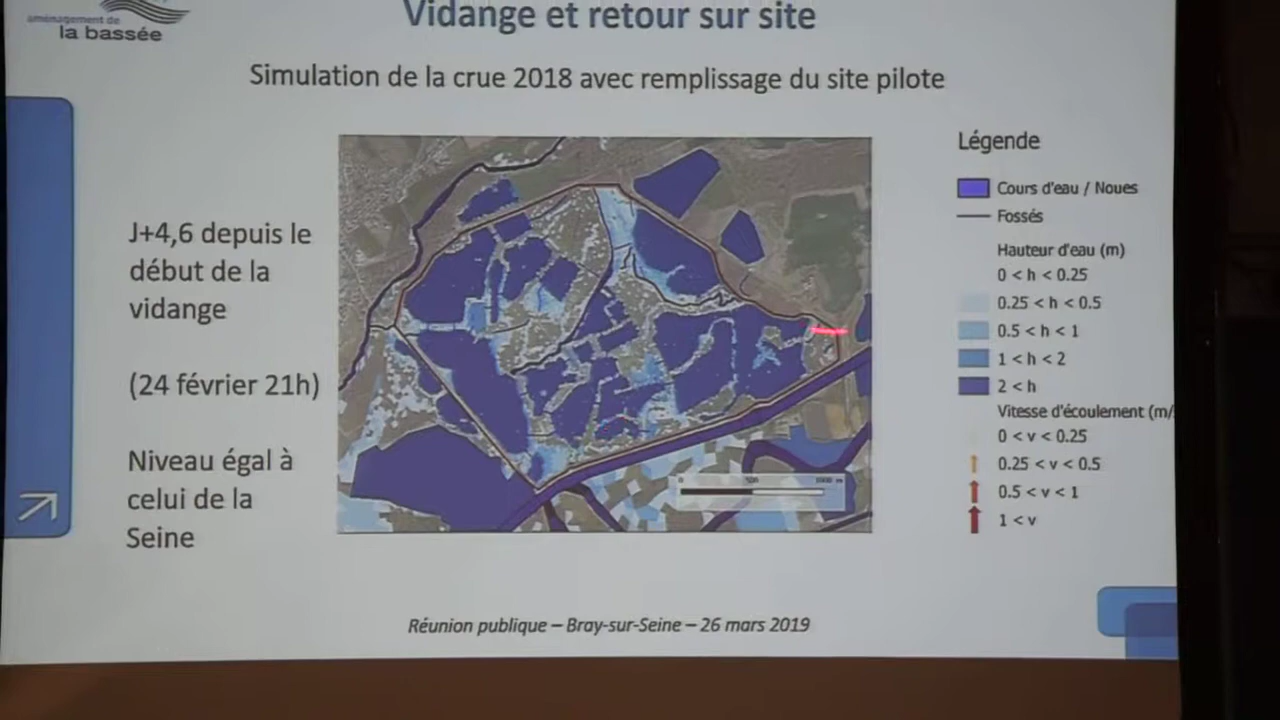 aménagement de
la bassée
Vidange et retour sur site
Simulation de la crue 2018 avec remplissage du site pilote
J+4,6 depuis le
début de la
vidange
(24 février 21h)
Niveau égal à
celui de la
Seine
0 500 1000 m
Légende
Cours d'eau / Noues
Fossés
Hauteur d'eau (m)
0 < h < 0.25
0.25 < h < 0.5
0.5 < h < 1
1 < h < 2
2 < h
Vitesse d'écoulement (m/
0 < v < 0.25
0.25 < v < 0.5
0.5 < v < 1
1 < v
Réunion publique – Bray-sur-Seine – 26 mars 2019